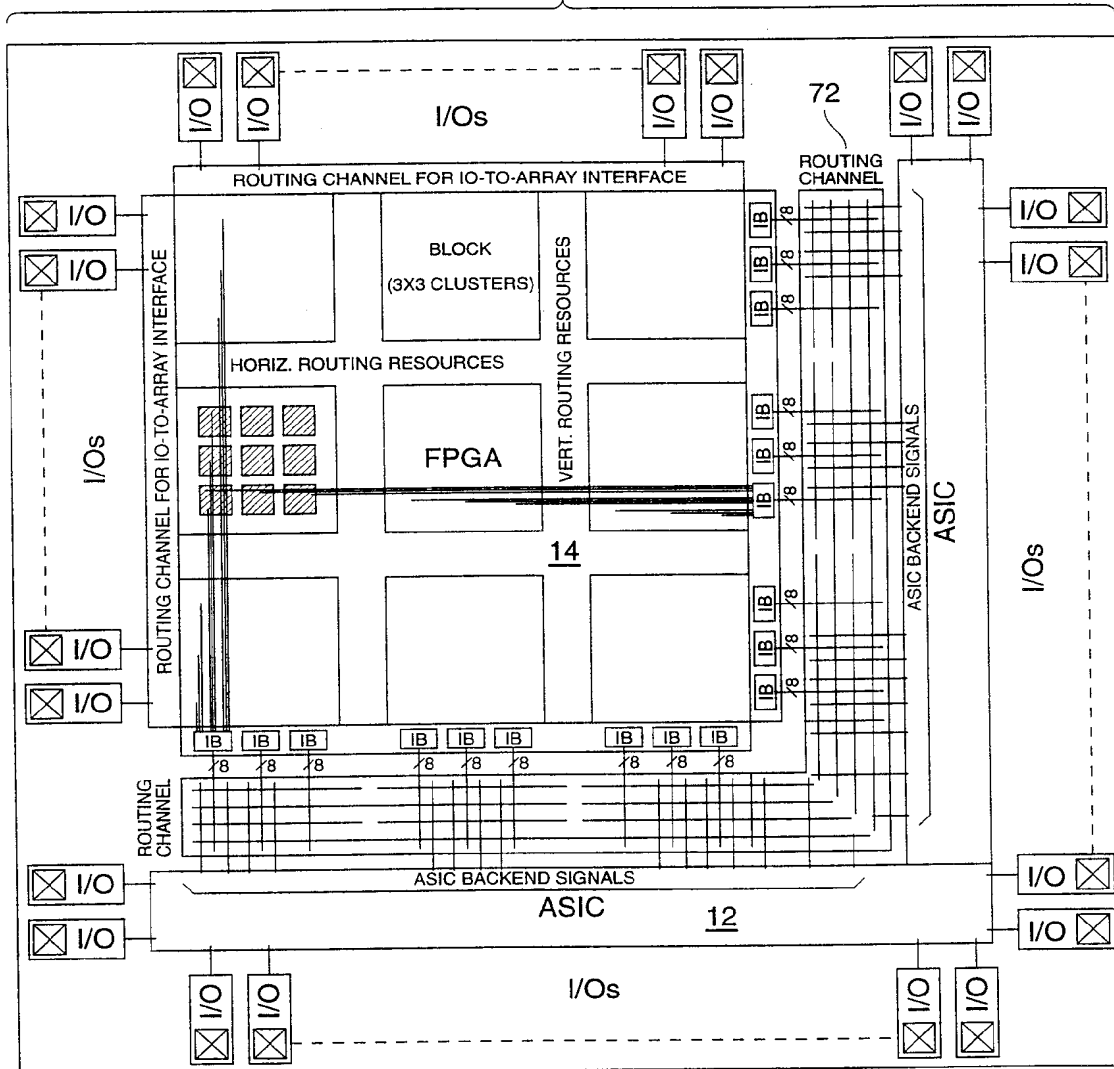 I/O I/O I/O I/O I/O I/O
I/Os
72
ROUTING
CHANNEL
ROUTING CHANNEL FOR IO-TO-ARRAY INTERFACE
I/O
I/O
I/Os
I/O
I/O
ROUTING CHANNEL FOR IO-TO-ARRAY INTERFACE
BLOCK
(3X3 CLUSTERS)
HORIZ. ROUTING RESOURCES
VERT. ROUTING RESOURCES
FPGA
14
IB 8
IB 8
IB 8
IB 8
IB 8
IB 8
IB 8
IB 8
IB 8
ASIC BACKEND SIGNALS
ASIC
I/O
I/O
I/Os
IB IB IB IB IB IB IB IB IB
8 8 8 8 8 8 8 8 8
ROUTING
CHANNEL
ASIC BACKEND SIGNALS
ASIC
12
I/O
I/O
I/O
I/O
I/O I/O I/O I/O
I/Os